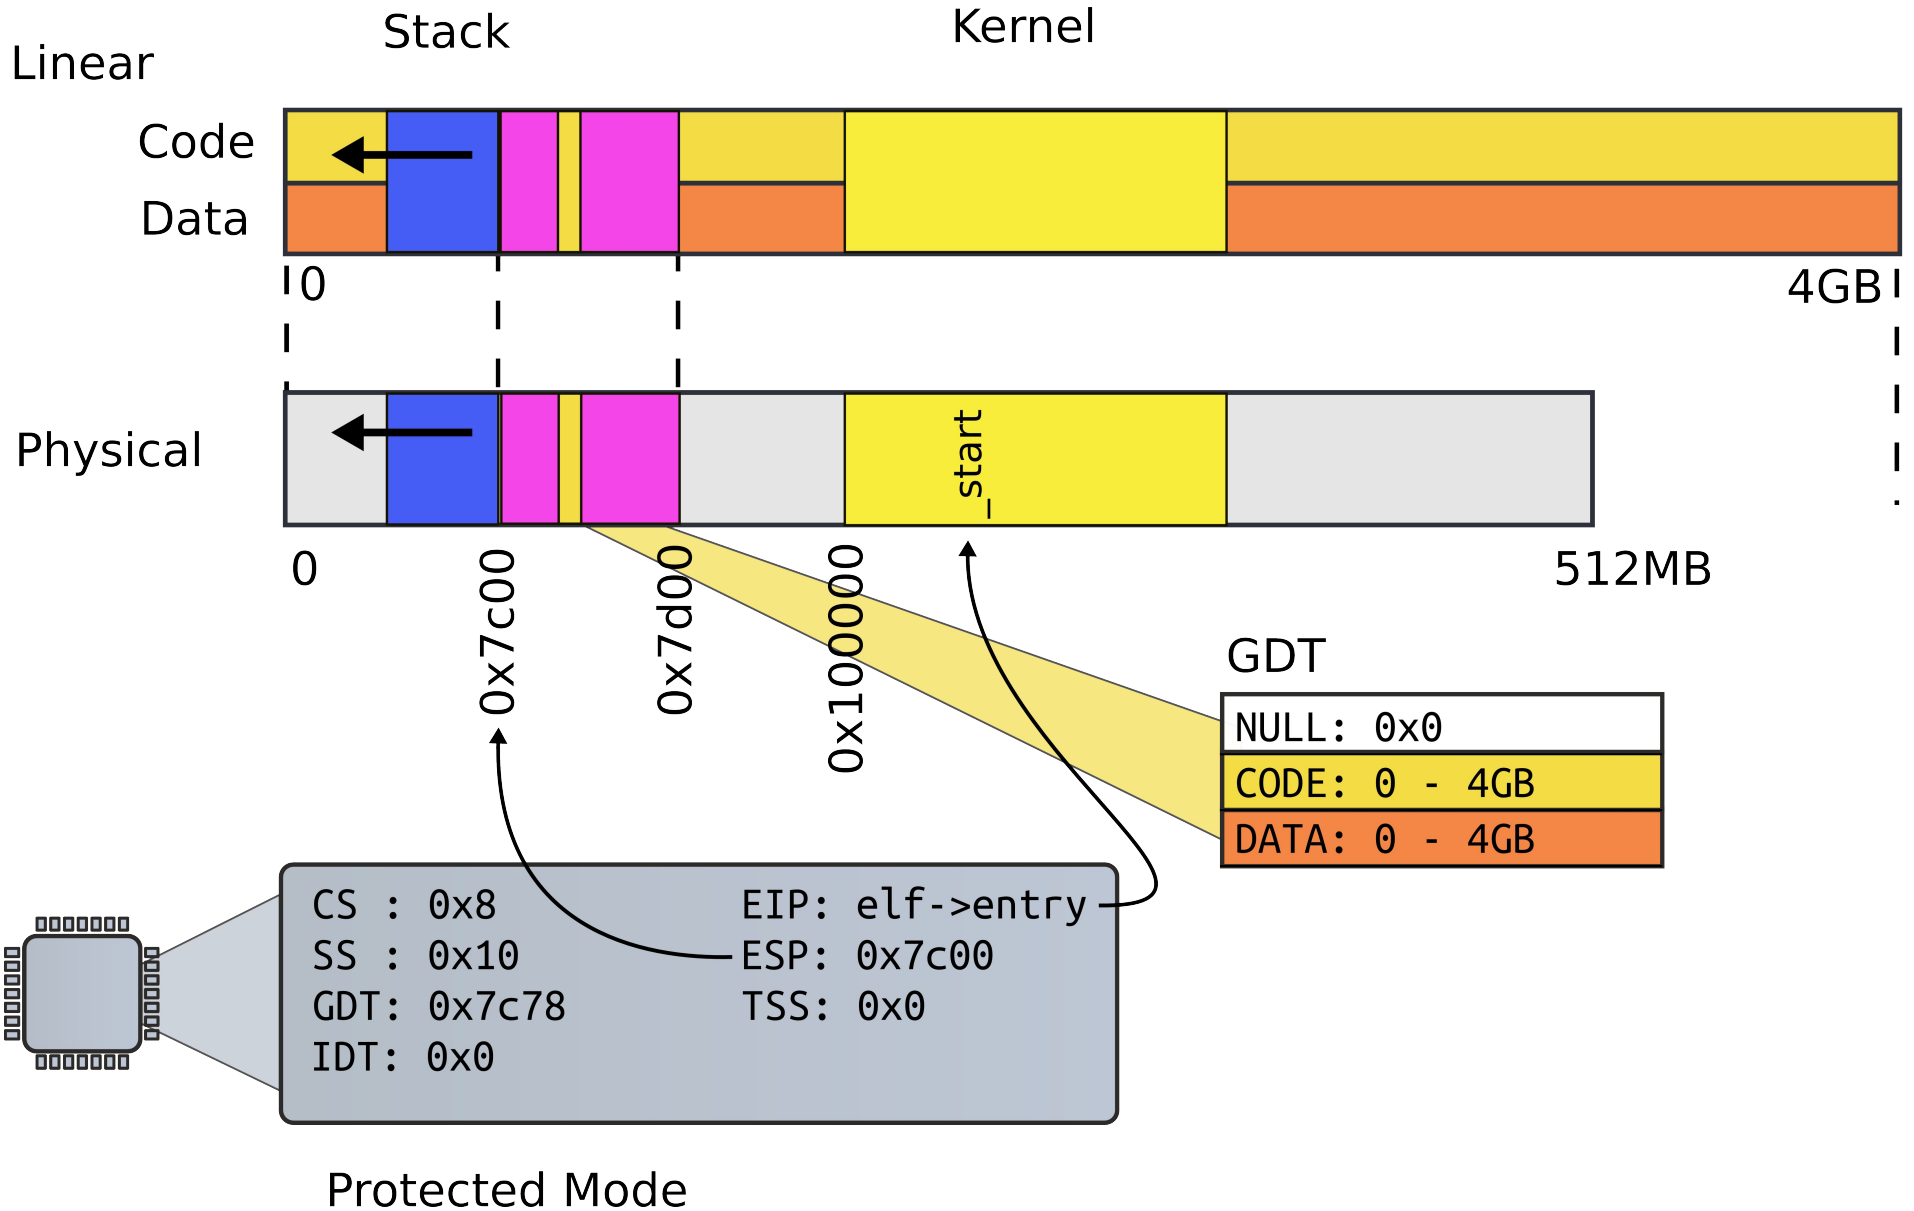 Stack
Kernel
Linear
Code
Data
0
4GB
Physical
_start
0
0x7c00
0x7d00
0x100000
512MB
GDT
NULL: 0x0
CODE: 0 - 4GB
DATA: 0 - 4GB
CS : 0x8
EIP: elf->entry
SS : 0x10
ESP: 0x7c00
GDT: 0x7c78
TSS: 0x0
IDT: 0x0
Protected Mode